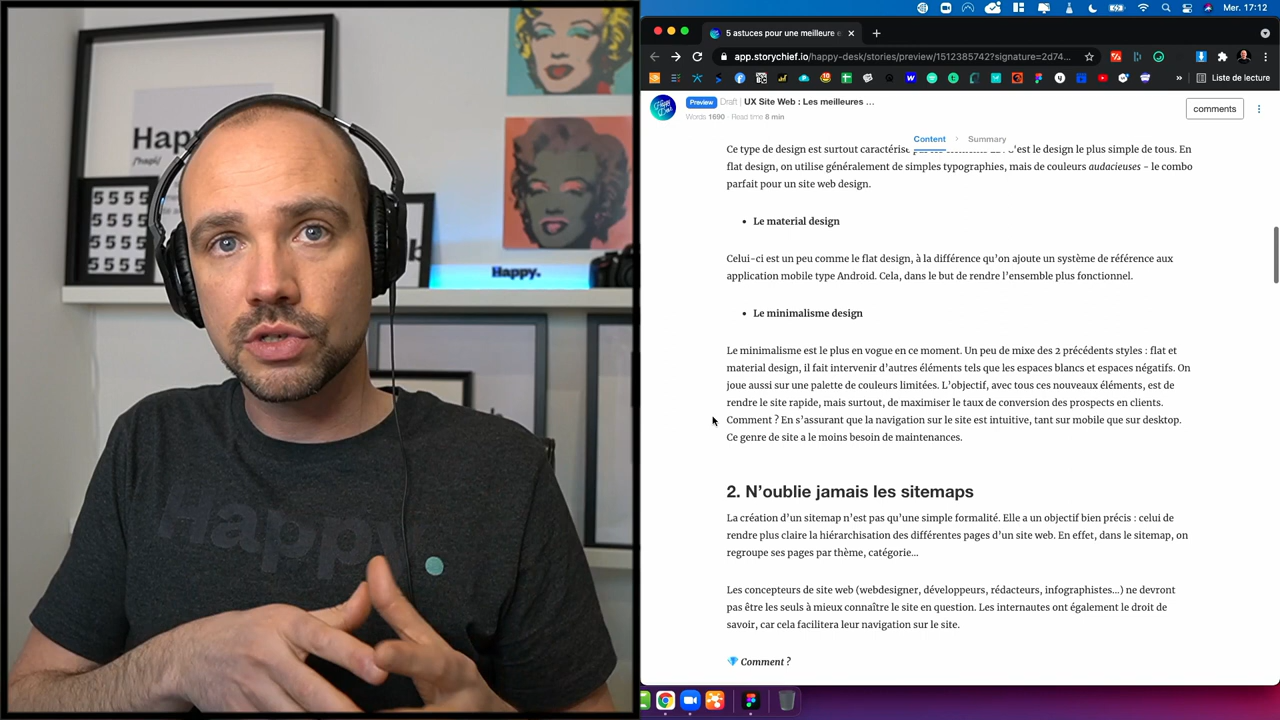 Happ
['hapi]
5555
5555
5555
5555
Happy.
Happy
Mer. 17:12
5 astuces pour une meilleure e
app.storychief.io/happy-desk/stories/preview/1512385742?signature=2d74...
Liste de lecture
Happy Desk
Preview Draft | UX Site Web : Les meilleures …
Words 1690 · Read time 8 min
comments
Content > Summary
Ce type de design est surtout caractérisé C'est le design le plus simple de tous. En
flat design, on utilise généralement de simples typographies, mais de couleurs audacieuses - le combo
parfait pour un site web design.
• Le material design
Celui-ci est un peu comme le flat design, à la différence qu'on ajoute un système de référence aux
application mobile type Android. Cela, dans le but de rendre l'ensemble plus fonctionnel.
• Le minimalisme design
Le minimalisme est le plus en vogue en ce moment. Un peu de mixe des 2 précédents styles : flat et
material design, il fait intervenir d'autres éléments tels que les espaces blancs et espaces négatifs. On
joue aussi sur une palette de couleurs limitées. L'objectif, avec tous ces nouveaux éléments, est de
rendre le site rapide, mais surtout, de maximiser le taux de conversion des prospects en clients.
Comment ? En s'assurant que la navigation sur le site est intuitive, tant sur mobile que sur desktop.
Ce genre de site a le moins besoin de maintenances.
2. N'oublie jamais les sitemaps
La création d'un sitemap n'est pas qu'une simple formalité. Elle a un objectif bien précis : celui de
rendre plus claire la hiérarchisation des différentes pages d'un site web. En effet, dans le sitemap, on
regroupe ses pages par thème, catégorie…
Les concepteurs de site web (webdesigner, développeurs, rédacteurs, infographistes…) ne devront
pas être les seuls à mieux connaître le site en question. Les internautes ont également le droit de
savoir, car cela facilitera leur navigation sur le site.
💎 Comment ?